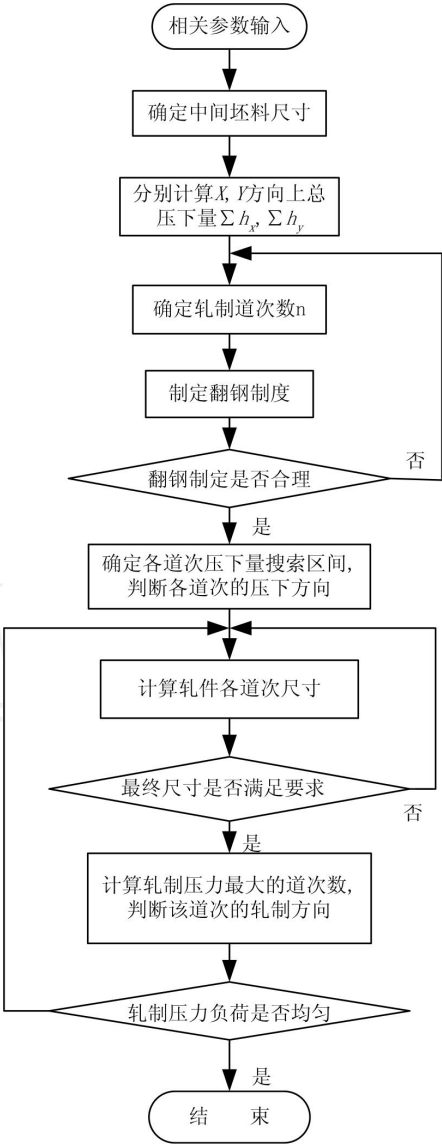 相关参数输入
确定中间坯料尺寸
分别计算X, Y方向上总
压下量∑hx, ∑hy
确定轧制道次数n
制定翻钢制度
翻钢制定是否合理
否
是
确定各道次压下量搜索区间,
判断各道次的压下方向
计算轧件各道次尺寸
最终尺寸是否满足要求
否
是
计算轧制压力最大的道次数,
判断该道次的轧制方向
轧制压力负荷是否均匀
是
结 束